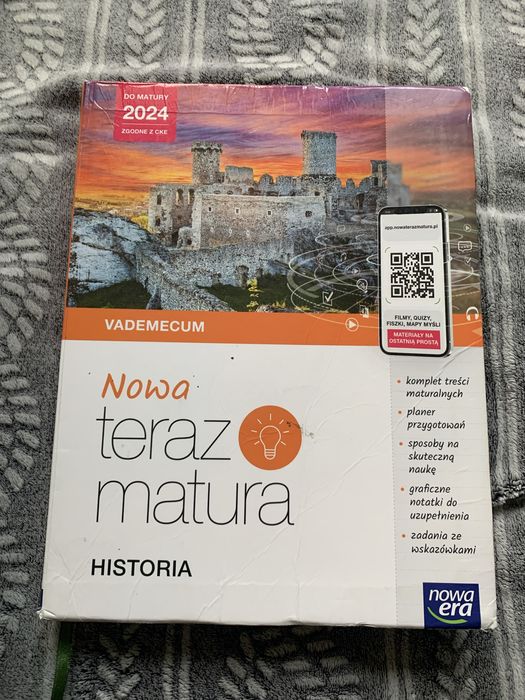 DO MATURY
2024
ZGODNE Z CKE
app.nowaterazmatura.pl
FILMY, QUIZY,
FISZKI, MAPY MYŚLI
MATERIAŁY NA
OSTATNIĄ PROSTĄ
VADEMECUM
Nowa
teraz
matura
HISTORIA
• komplet treści
maturalnych
• planer
przygotowań
• sposoby na
skuteczną
naukę
• graficzne
notatki do
uzupełnienia
• zadania ze
wskazówkami
nowa
era